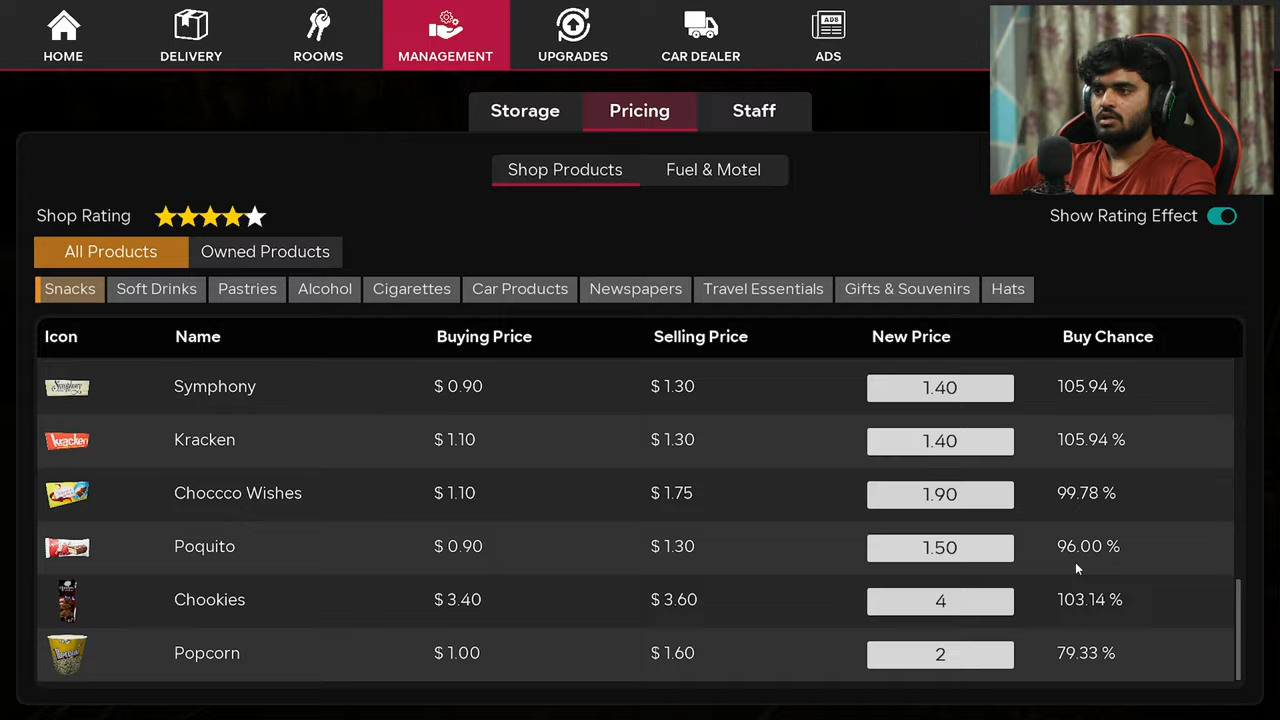 HOME DELIVERY ROOMS MANAGEMENT UPGRADES CAR DEALER ADS
Storage Pricing Staff
Shop Products Fuel & Motel
Shop Rating Show Rating Effect
All Products Owned Products
Snacks Soft Drinks Pastries Alcohol Cigarettes Car Products Newspapers Travel Essentials Gifts & Souvenirs Hats
Icon Name Buying Price Selling Price New Price Buy Chance
Symphony $ 0.90 $ 1.30 1.40 105.94 %
Kracken $ 1.10 $ 1.30 1.40 105.94 %
Choccco Wishes $ 1.10 $ 1.75 1.90 99.78 %
Poquito $ 0.90 $ 1.30 1.50 96.00 %
Chookies $ 3.40 $ 3.60 4 103.14 %
Popcorn $ 1.00 $ 1.60 2 79.33 %